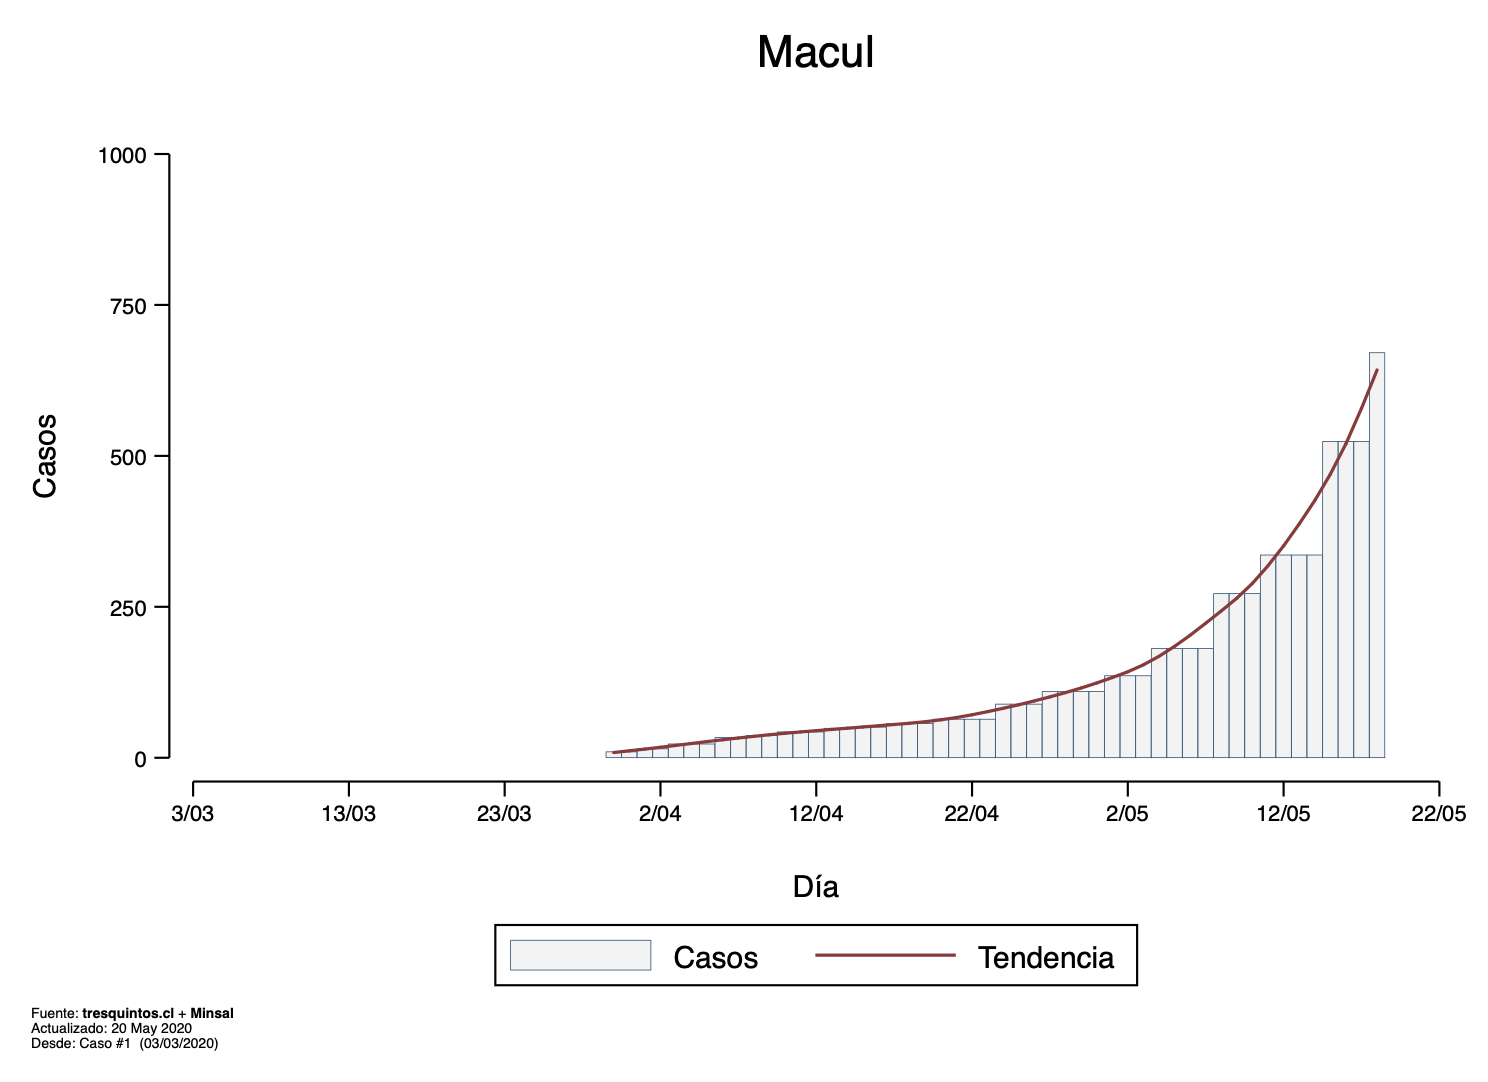 Macul
1000
750
500
250
0
Casos
3/03 13/03 23/03 2/04 12/04 22/04 2/05 12/05 22/05
Día
Casos Tendencia
Fuente: tresquintos.cl + Minsal
Actualizado: 20 May 2020
Desde: Caso #1 (03/03/2020)